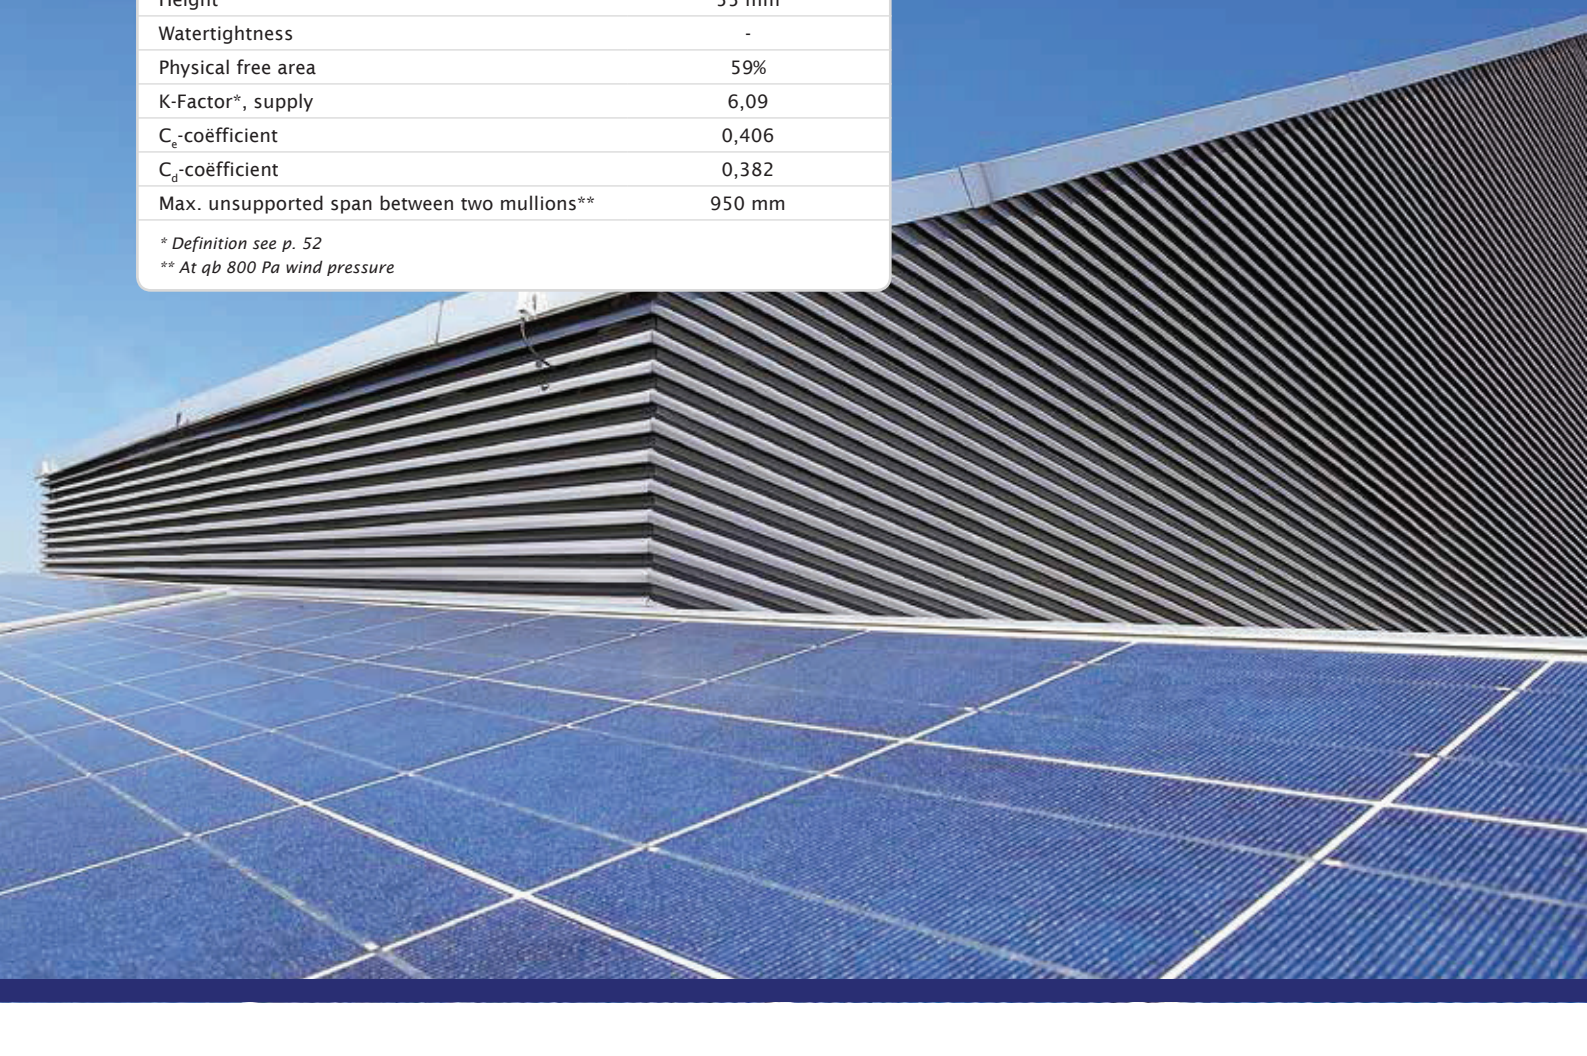 Watertightness -
Physical free area 59%
K-Factor*, supply 6,09
Ce-coëfficient 0,406
Cd-coëfficient 0,382
Max. unsupported span between two mullions** 950 mm
* Definition see p. 52
** At qb 800 Pa wind pressure